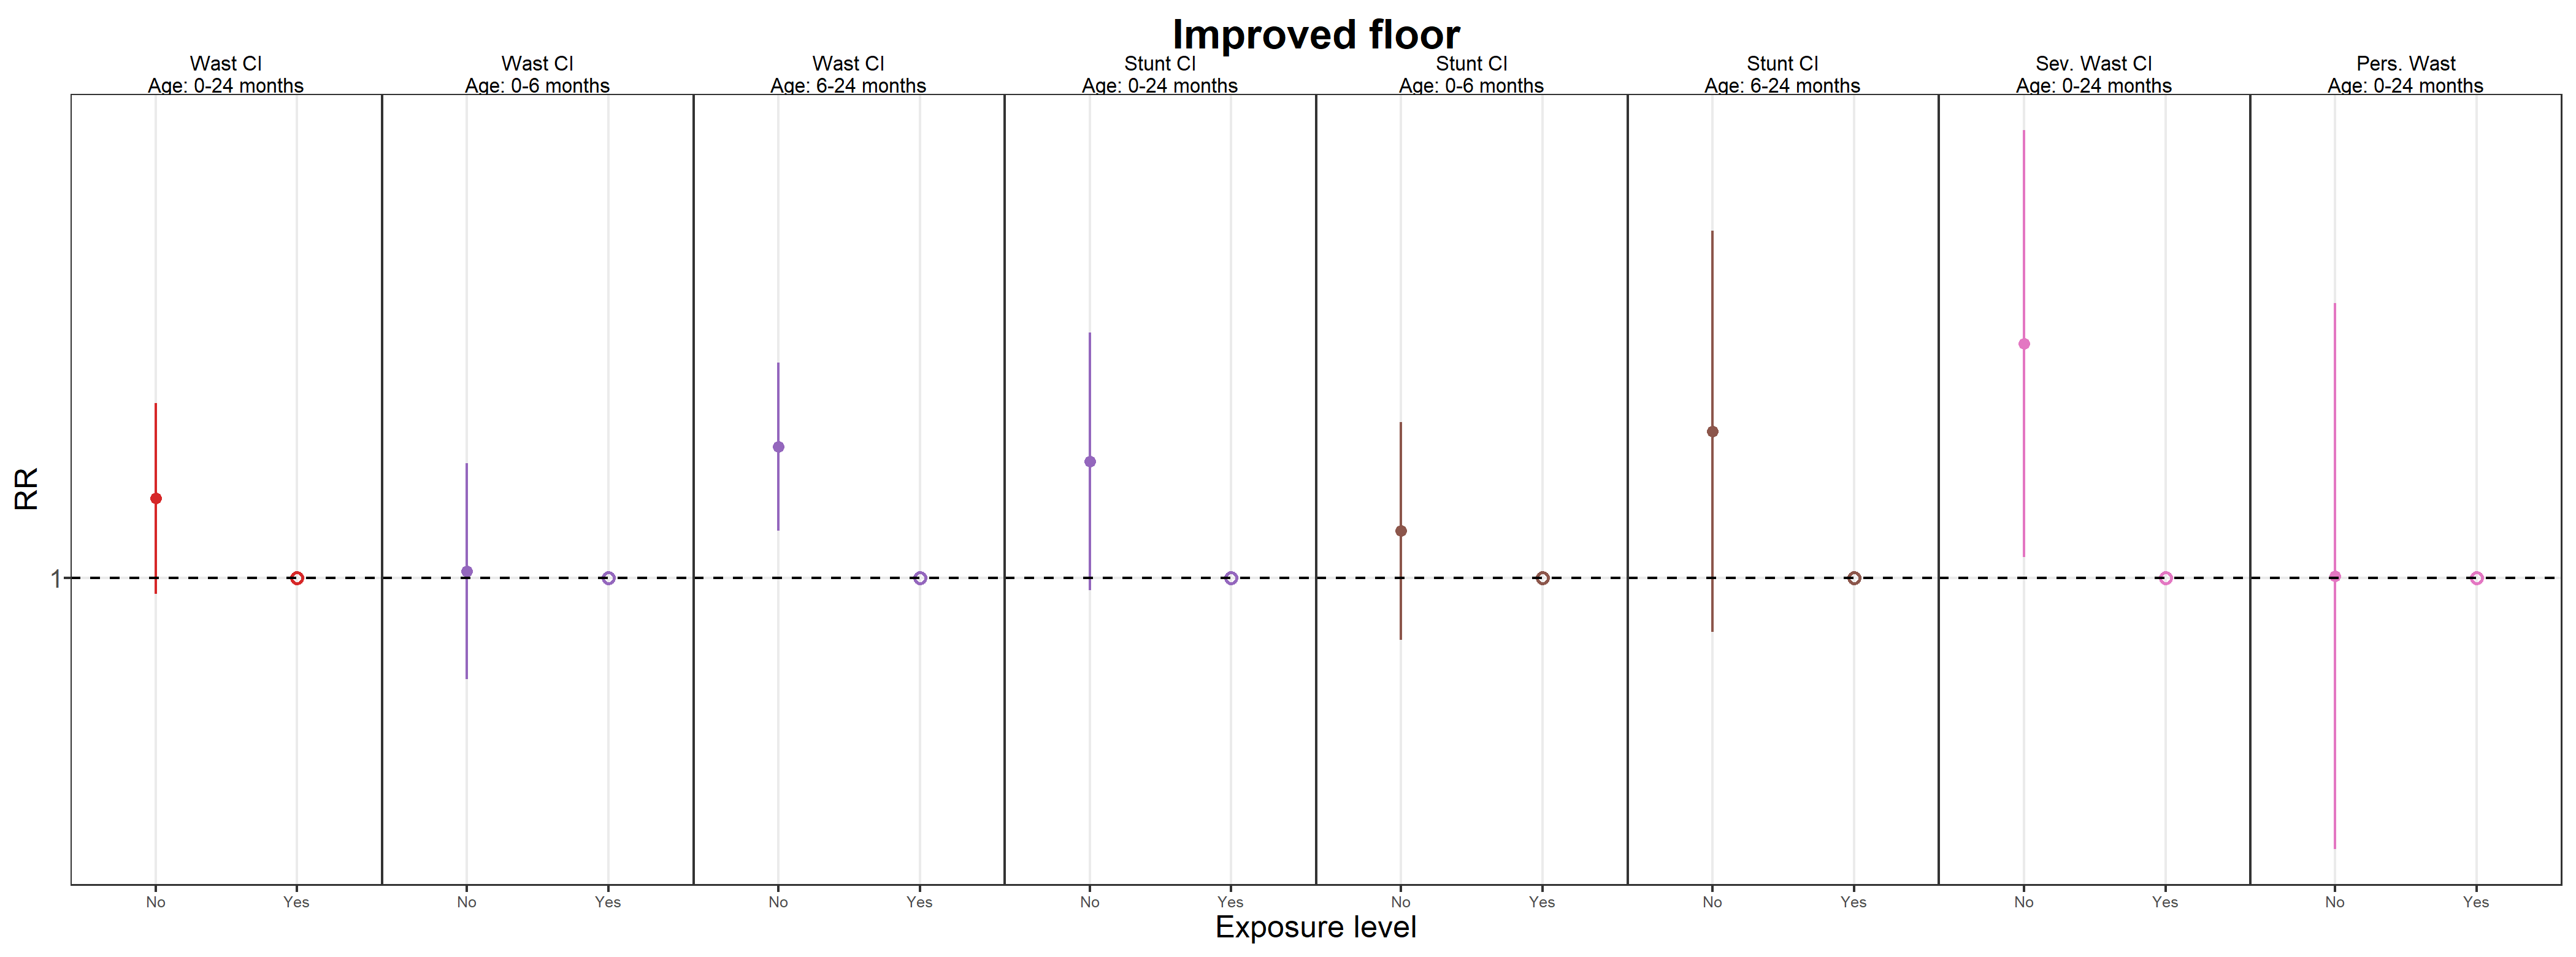 Improved floor
Wast CI
Age: 0-24 months
Wast CI
Age: 0-6 months
Wast CI
Age: 6-24 months
Stunt CI
Age: 0-24 months
Stunt CI
Age: 0-6 months
Stunt CI
Age: 6-24 months
Sev. Wast CI
Age: 0-24 months
Pers. Wast
Age: 0-24 months
RR
1
No Yes No Yes No Yes No Yes No Yes No Yes No Yes No Yes
Exposure level